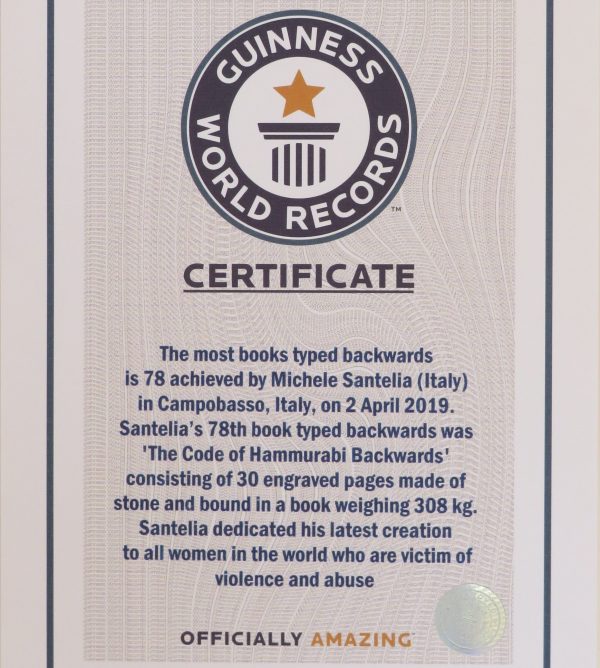 GUINNESS
WORLD RECORDS
™
CERTIFICATE
The most books typed backwards
is 78 achieved by Michele Santelia (Italy)
in Campobasso, Italy, on 2 April 2019.
Santelia's 78th book typed backwards was
'The Code of Hammurabi Backwards'
consisting of 30 engraved pages made of
stone and bound in a book weighing 308 kg.
Santelia dedicated his latest creation
to all women in the world who are victim of
violence and abuse
OFFICIALLY AMAZING